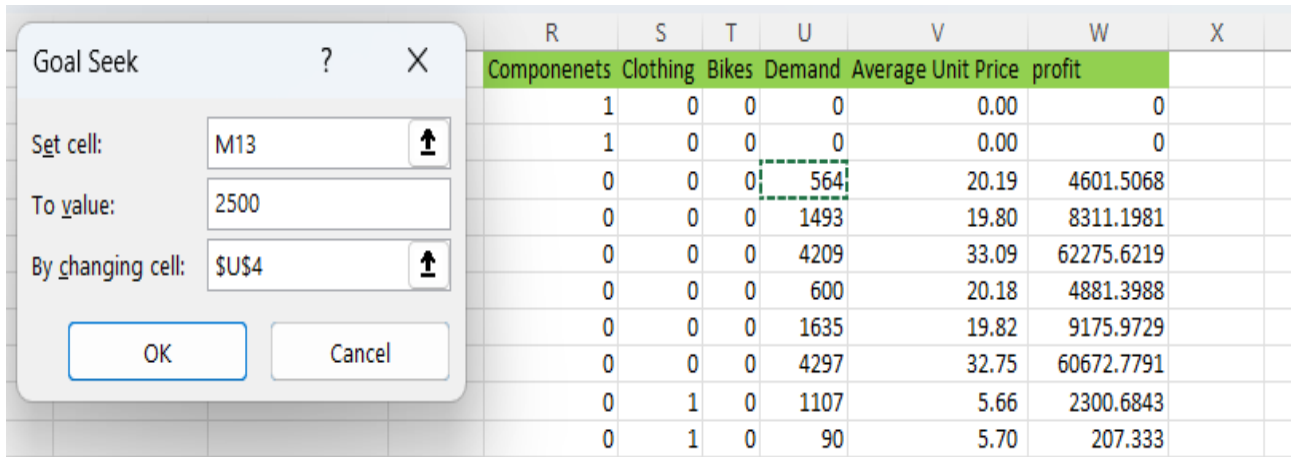 Goal Seek ? X
Set cell: M13
To value: 2500
By changing cell: $U$4
OK Cancel
R S T U V W X
Componenets Clothing Bikes Demand Average Unit Price profit
1 0 0 0 0.00 0
1 0 0 0 0.00 0
0 0 0 564 20.19 4601.5068
0 0 0 1493 19.80 8311.1981
0 0 0 4209 33.09 62275.6219
0 0 0 600 20.18 4881.3988
0 0 0 1635 19.82 9175.9729
0 0 0 4297 32.75 60672.7791
0 1 0 1107 5.66 2300.6843
0 1 0 90 5.70 207.333